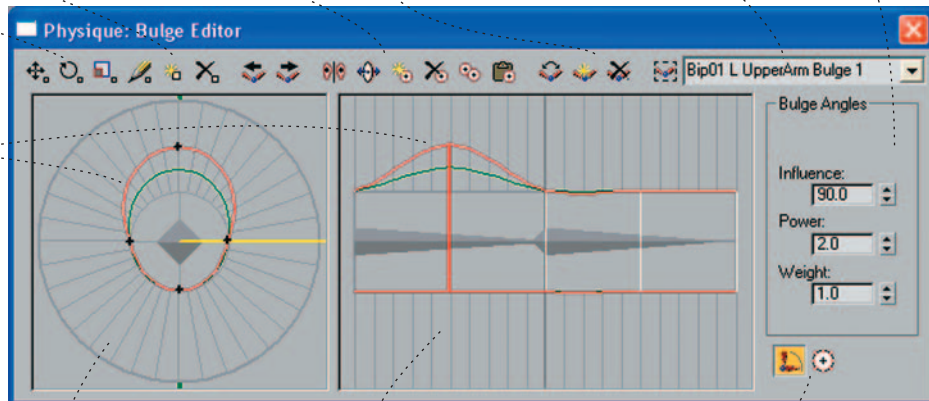 Physique: Bulge Editor
Bip01 L UpperArm Bulge 1
Bulge Angles
Influence:
90.0
Power:
2.0
Weight:
1.0